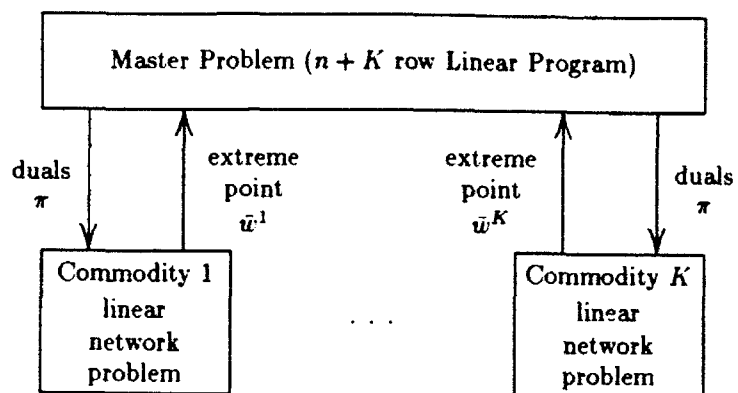 Master Problem (n + K row Linear Program)
duals
π
extreme
point
w̄¹
extreme
point
w̄ᴷ
duals
π
Commodity 1
linear
network
problem
. . .
Commodity K
linear
network
problem